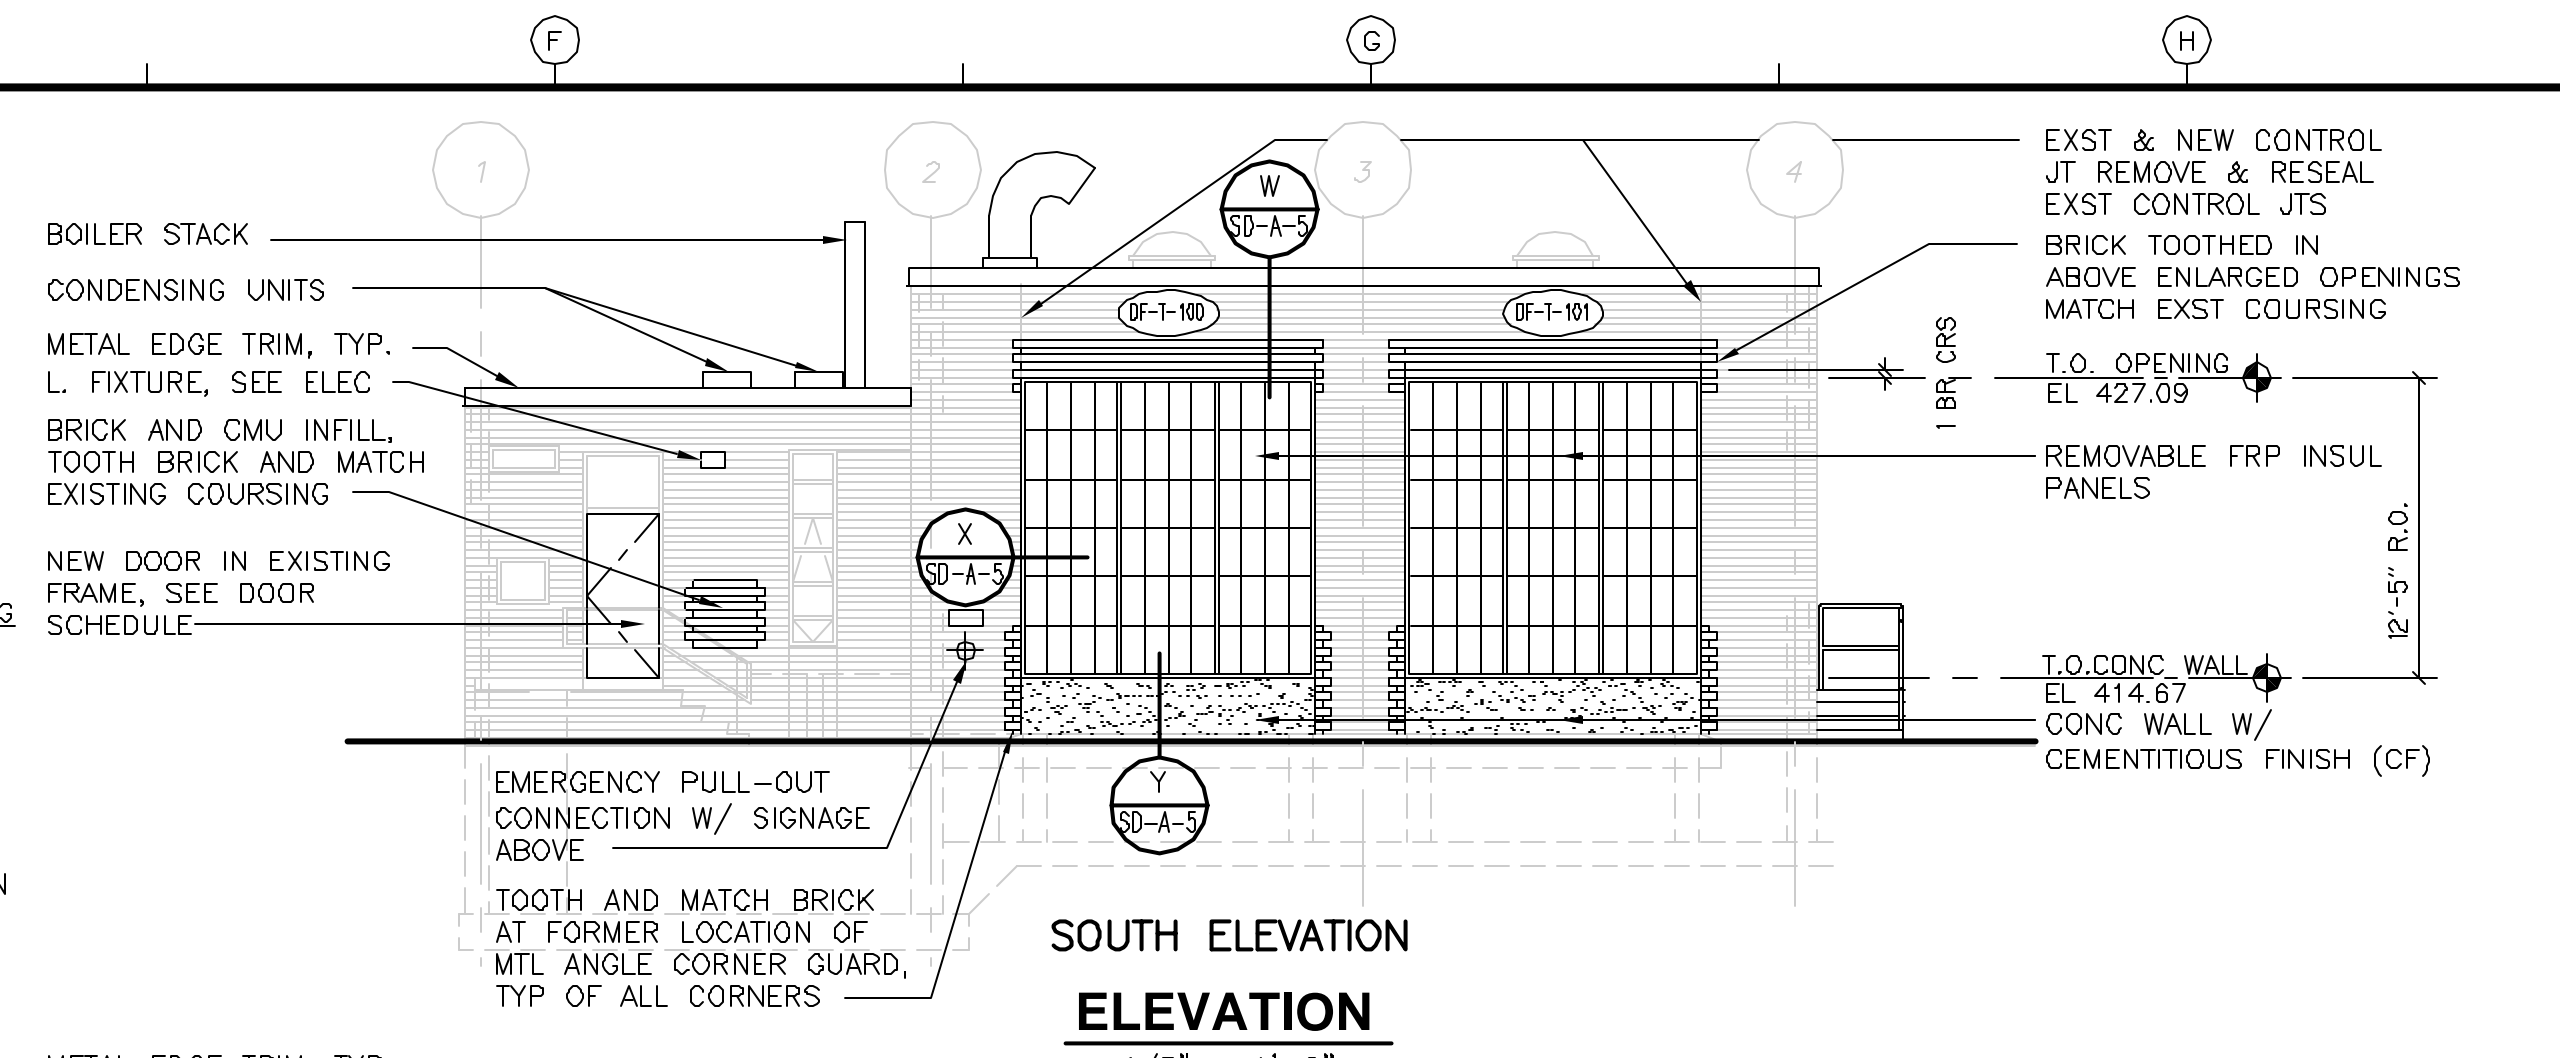 F
G
H
1
2
3
4
EXST & NEW CONTROL
JT REMOVE & RESEAL
EXST CONTROL JTS
W
SD-A-5
BOILER STACK
BRICK TOOTHED IN
ABOVE ENLARGED OPENINGS
MATCH EXST COURSING
CONDENSING UNITS
DF-T-100
DF-T-101
METAL EDGE TRIM, TYP.
1 BR CRS
T.O. OPENING
EL 427.09
L. FIXTURE, SEE ELEC
BRICK AND CMU INFILL,
TOOTH BRICK AND MATCH
EXISTING COURSING
REMOVABLE FRP INSUL
PANELS
X
SD-A-5
12'-5" R.O.
NEW DOOR IN EXISTING
FRAME, SEE DOOR
SCHEDULE
G
T.O.CONC WALL
EL 414.67
CONC WALL W/
CEMENTITIOUS FINISH (CF)
EMERGENCY PULL-OUT
CONNECTION W/ SIGNAGE
ABOVE
Y
SD-A-5
N
TOOTH AND MATCH BRICK
AT FORMER LOCATION OF
MTL ANGLE CORNER GUARD,
TYP OF ALL CORNERS
SOUTH ELEVATION
ELEVATION
METAL EDGE TRIM, TYP